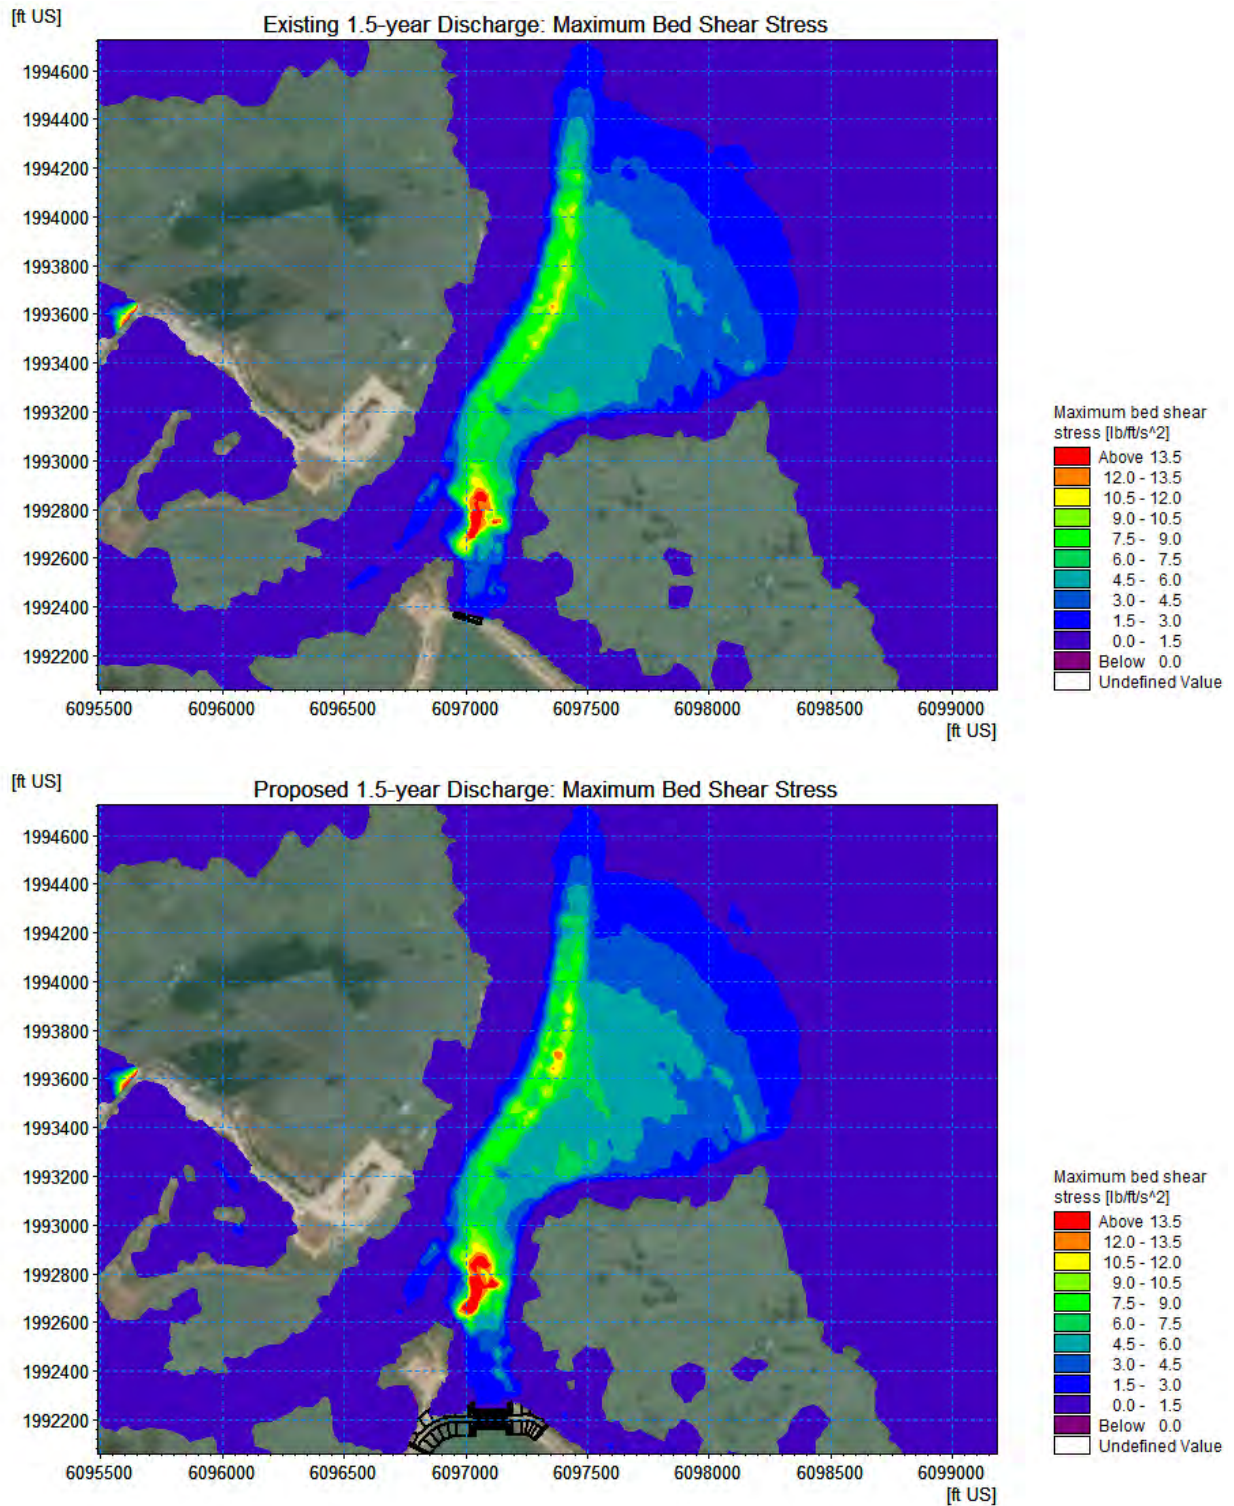 [ft US]
Existing 1.5-year Discharge: Maximum Bed Shear Stress
1994600
1994400
1994200
1994000
1993800
1993600
1993400
1993200
1993000
1992800
1992600
1992400
1992200
6095500 6096000 6096500 6097000 6097500 6098000 6098500 6099000
[ft US]
Maximum bed shear
stress [lb/ft/s^2]
Above 13.5
12.0 - 13.5
10.5 - 12.0
9.0 - 10.5
7.5 - 9.0
6.0 - 7.5
4.5 - 6.0
3.0 - 4.5
1.5 - 3.0
0.0 - 1.5
Below 0.0
Undefined Value
[ft US]
Proposed 1.5-year Discharge: Maximum Bed Shear Stress
1994600
1994400
1994200
1994000
1993800
1993600
1993400
1993200
1993000
1992800
1992600
1992400
1992200
6095500 6096000 6096500 6097000 6097500 6098000 6098500 6099000
[ft US]
Maximum bed shear
stress [lb/ft/s^2]
Above 13.5
12.0 - 13.5
10.5 - 12.0
9.0 - 10.5
7.5 - 9.0
6.0 - 7.5
4.5 - 6.0
3.0 - 4.5
1.5 - 3.0
0.0 - 1.5
Below 0.0
Undefined Value